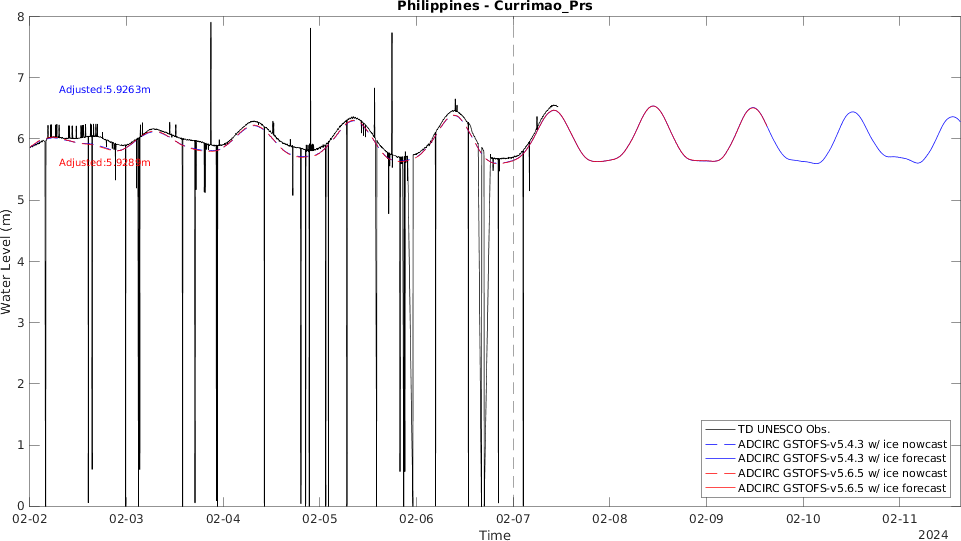 Philippines - Currimao_Prs
8
7
6
5
4
3
2
1
0
Water Level (m)
Adjusted:5.9263m
Adjusted:5.9289m
TD UNESCO Obs.
ADCIRC GSTOFS-v5.4.3 w/ ice nowcast
ADCIRC GSTOFS-v5.4.3 w/ ice forecast
ADCIRC GSTOFS-v5.6.5 w/ ice nowcast
ADCIRC GSTOFS-v5.6.5 w/ ice forecast
02-02 02-03 02-04 02-05 02-06 02-07 02-08 02-09 02-10 02-11
Time
2024